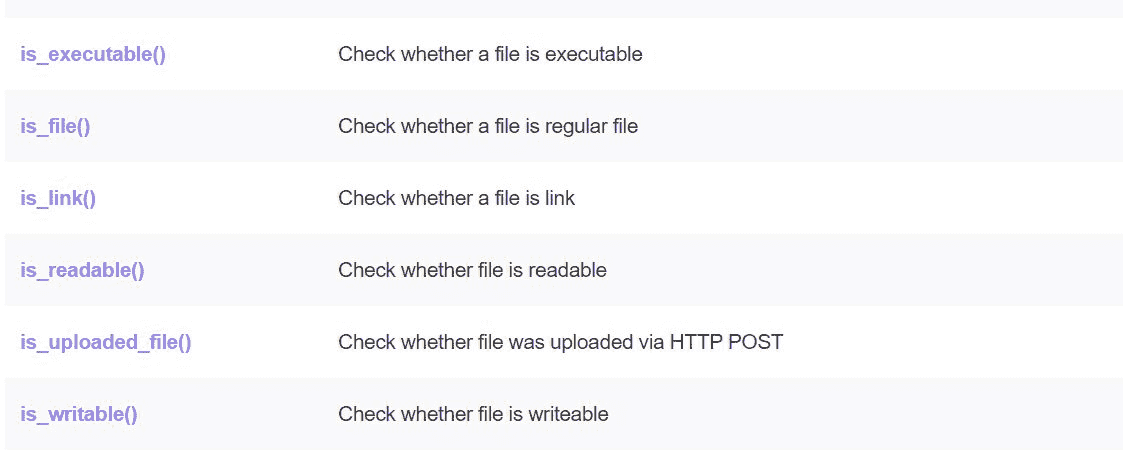 is_executable() Check whether a file is executable
is_file() Check whether a file is regular file
is_link() Check whether a file is link
is_readable() Check whether file is readable
is_uploaded_file() Check whether file was uploaded via HTTP POST
is_writable() Check whether file is writeable